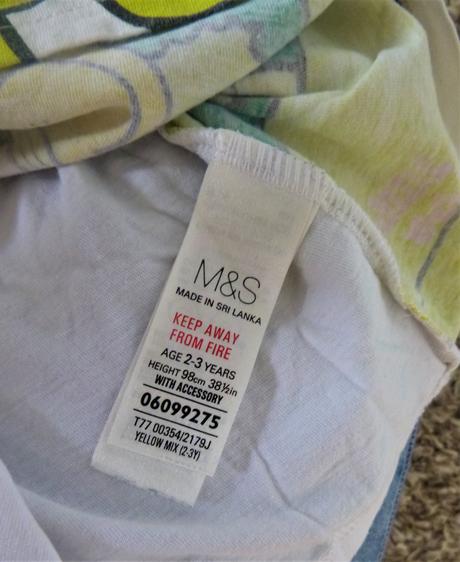 M&S
MADE IN SRI LANKA
KEEP AWAY
FROM FIRE
AGE 2-3 YEARS
HEIGHT 98cm 38½in
WITH ACCESSORY
06099275
T77 00354/2179J
YELLOW MIX (2-3Y)